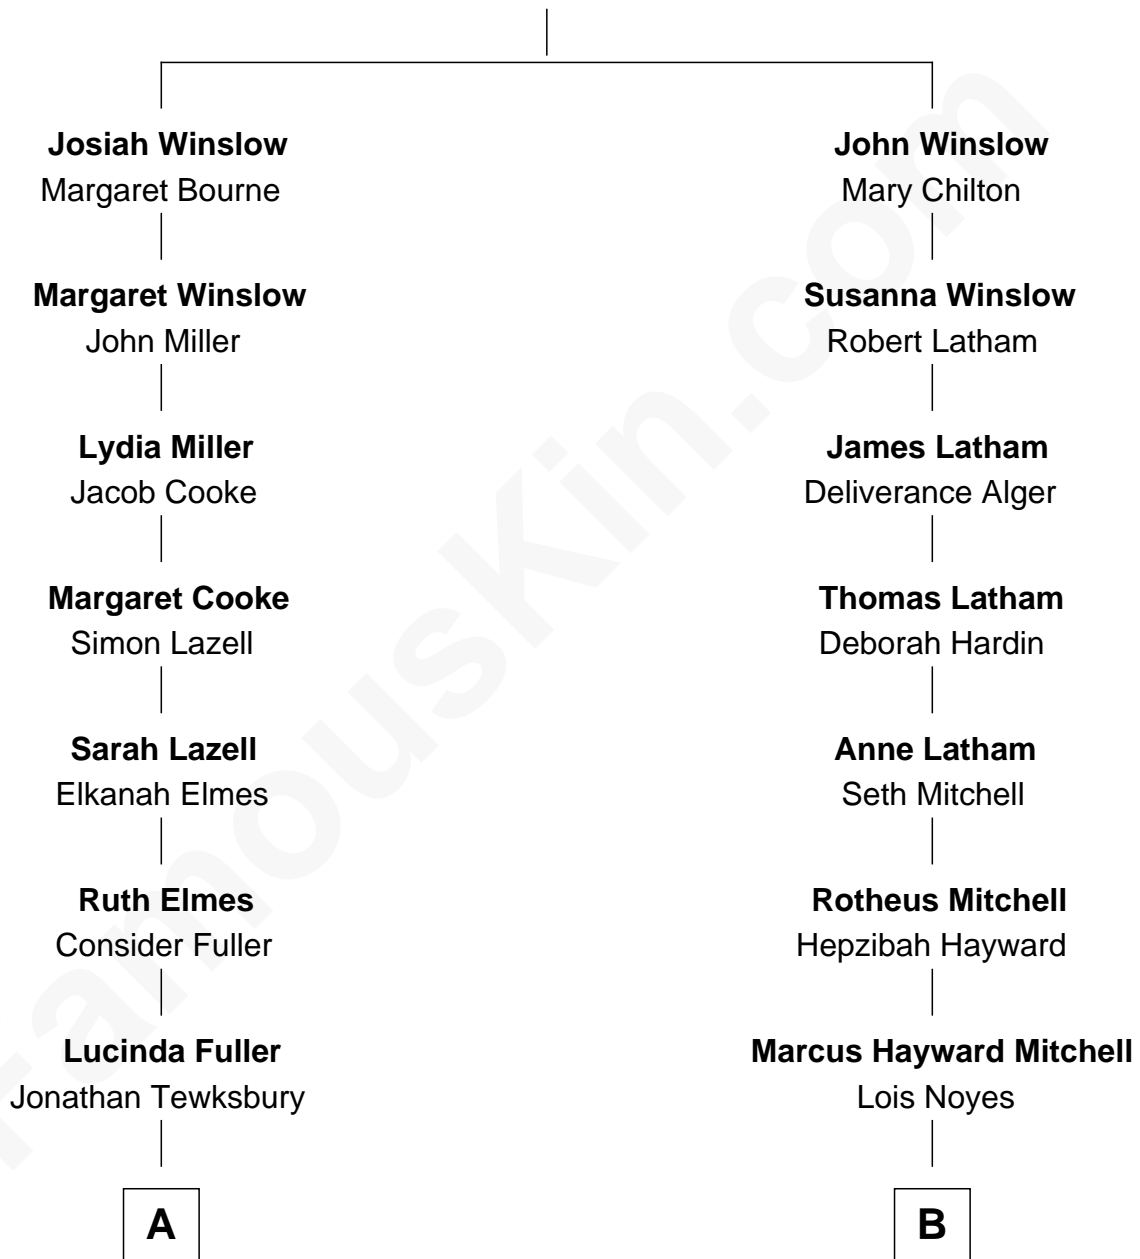 Josiah Winslow
Margaret Bourne
Margaret Winslow
John Miller
Lydia Miller
Jacob Cooke
Margaret Cooke
Simon Lazell
Sarah Lazell
Elkanah Elmes
Ruth Elmes
Consider Fuller
Lucinda Fuller
Jonathan Tewksbury
A
John Winslow
Mary Chilton
Susanna Winslow
Robert Latham
James Latham
Deliverance Alger
Thomas Latham
Deborah Hardin
Anne Latham
Seth Mitchell
Rotheus Mitchell
Hepzibah Hayward
Marcus Hayward Mitchell
Lois Noyes
B
FamousKin.com